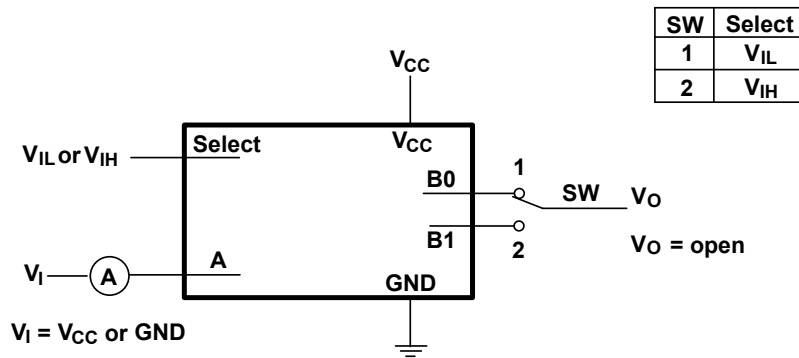 SW Select
1 VIL
2 VIH
VCC
VIL or VIH
Select
VCC
B0
1
SW
VO
B1
2
VO = open
VI
A
A
GND
VI = VCC or GND